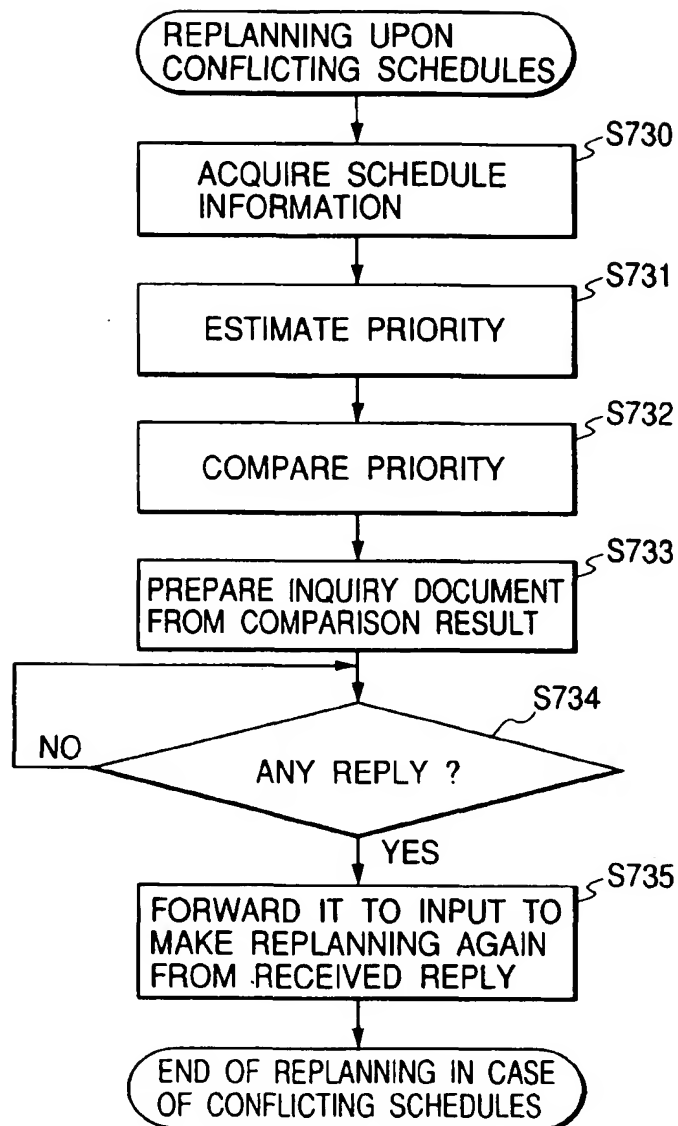 REPLANNING UPON
CONFLICTING SCHEDULES
S730
ACQUIRE SCHEDULE
INFORMATION
S731
ESTIMATE PRIORITY
S732
COMPARE PRIORITY
S733
PREPARE INQUIRY DOCUMENT
FROM COMPARISON RESULT
S734
NO
ANY REPLY ?
YES
S735
FORWARD IT TO INPUT TO
MAKE REPLANNING AGAIN
FROM RECEIVED REPLY
END OF REPLANNING IN CASE
OF CONFLICTING SCHEDULES